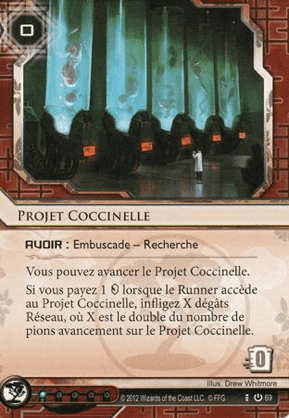 0
PROJET COCCINELLE
AVOIR : Embuscade – Recherche
Vous pouvez avancer le Projet Coccinelle.
Si vous payez 1 lorsque le Runner accède
au Projet Coccinelle, infligez X dégâts
Réseau, où X est le double du nombre de
pions avancement sur le Projet Coccinelle.
0
Illus. Drew Whitmore
© 2012 Wizards of the Coast LLC. © FFG
69